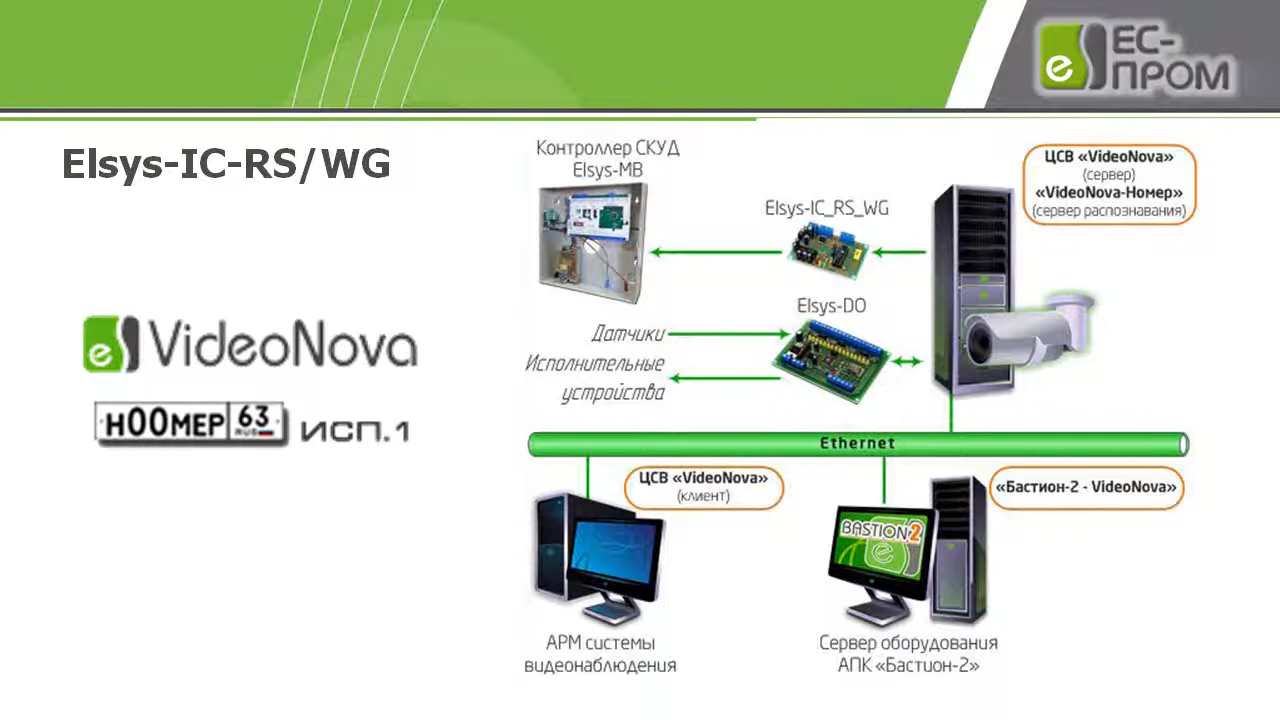 ЕС-
ПРОМ
Elsys-IC-RS/WG
Контроллер СКУД
Elsys-MB
Elsys-IC_RS_WG
ЦСВ «VideoNova»
(сервер)
«VideoNova-Номер»
(сервер распознавания)
Elsys-DO
Датчики
Исполнительные
устройства
VideoNova
НООМЕР 63
RUS
ИСП.1
Ethernet
ЦСВ «VideoNova»
(клиент)
«Бастион-2 - VideoNova»
BASTION2
АРМ системы
видеонаблюдения
Сервер оборудования
АПК «Бастион-2»